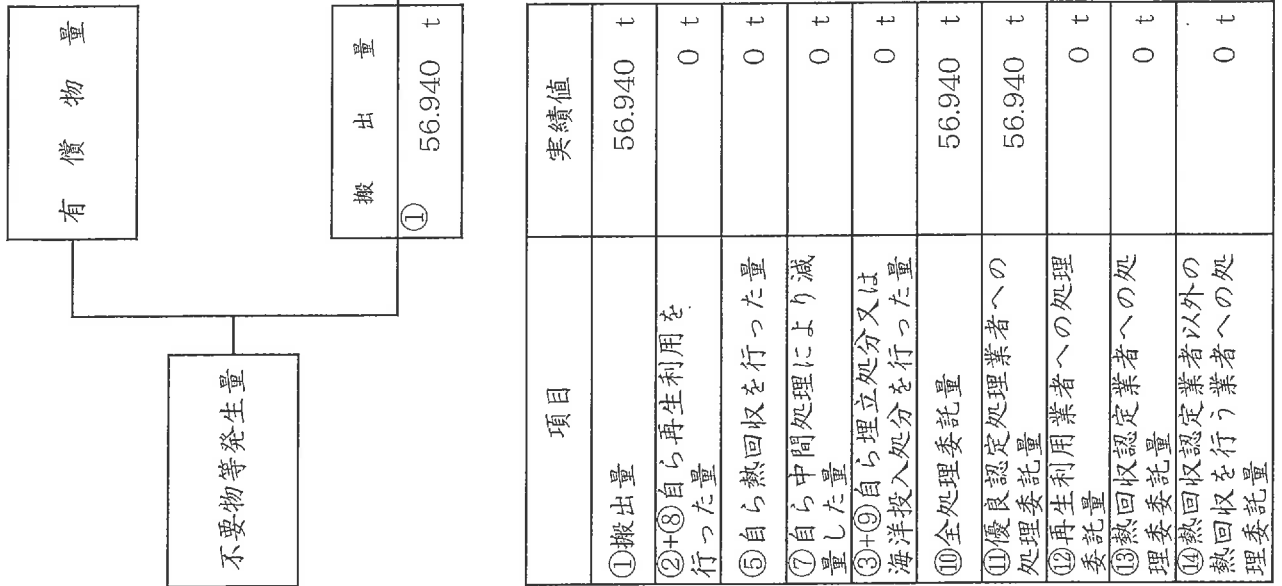 有償物量
不要物等発生量
搬出量
① 56.940 t
項目 実績値
①搬出量 56.940 t
②+⑧自ら再生利用を
行った量 0 t
⑤自ら熱回収を行った量 0 t
⑦自ら中間処理により減
量した量 0 t
③+⑨自ら埋立処分又は
海洋投入処分を行った量 0 t
⑩全処理委託量 56.940 t
⑪優良認定処理業者への
処理委託量 56.940 t
⑫再生利用業者への処理
委託量 0 t
⑬熱回収認定業者への処
理委委託量 0 t
⑭熱回収認定業者以外の
熱回収を行う業者への処
理委託量 0 t